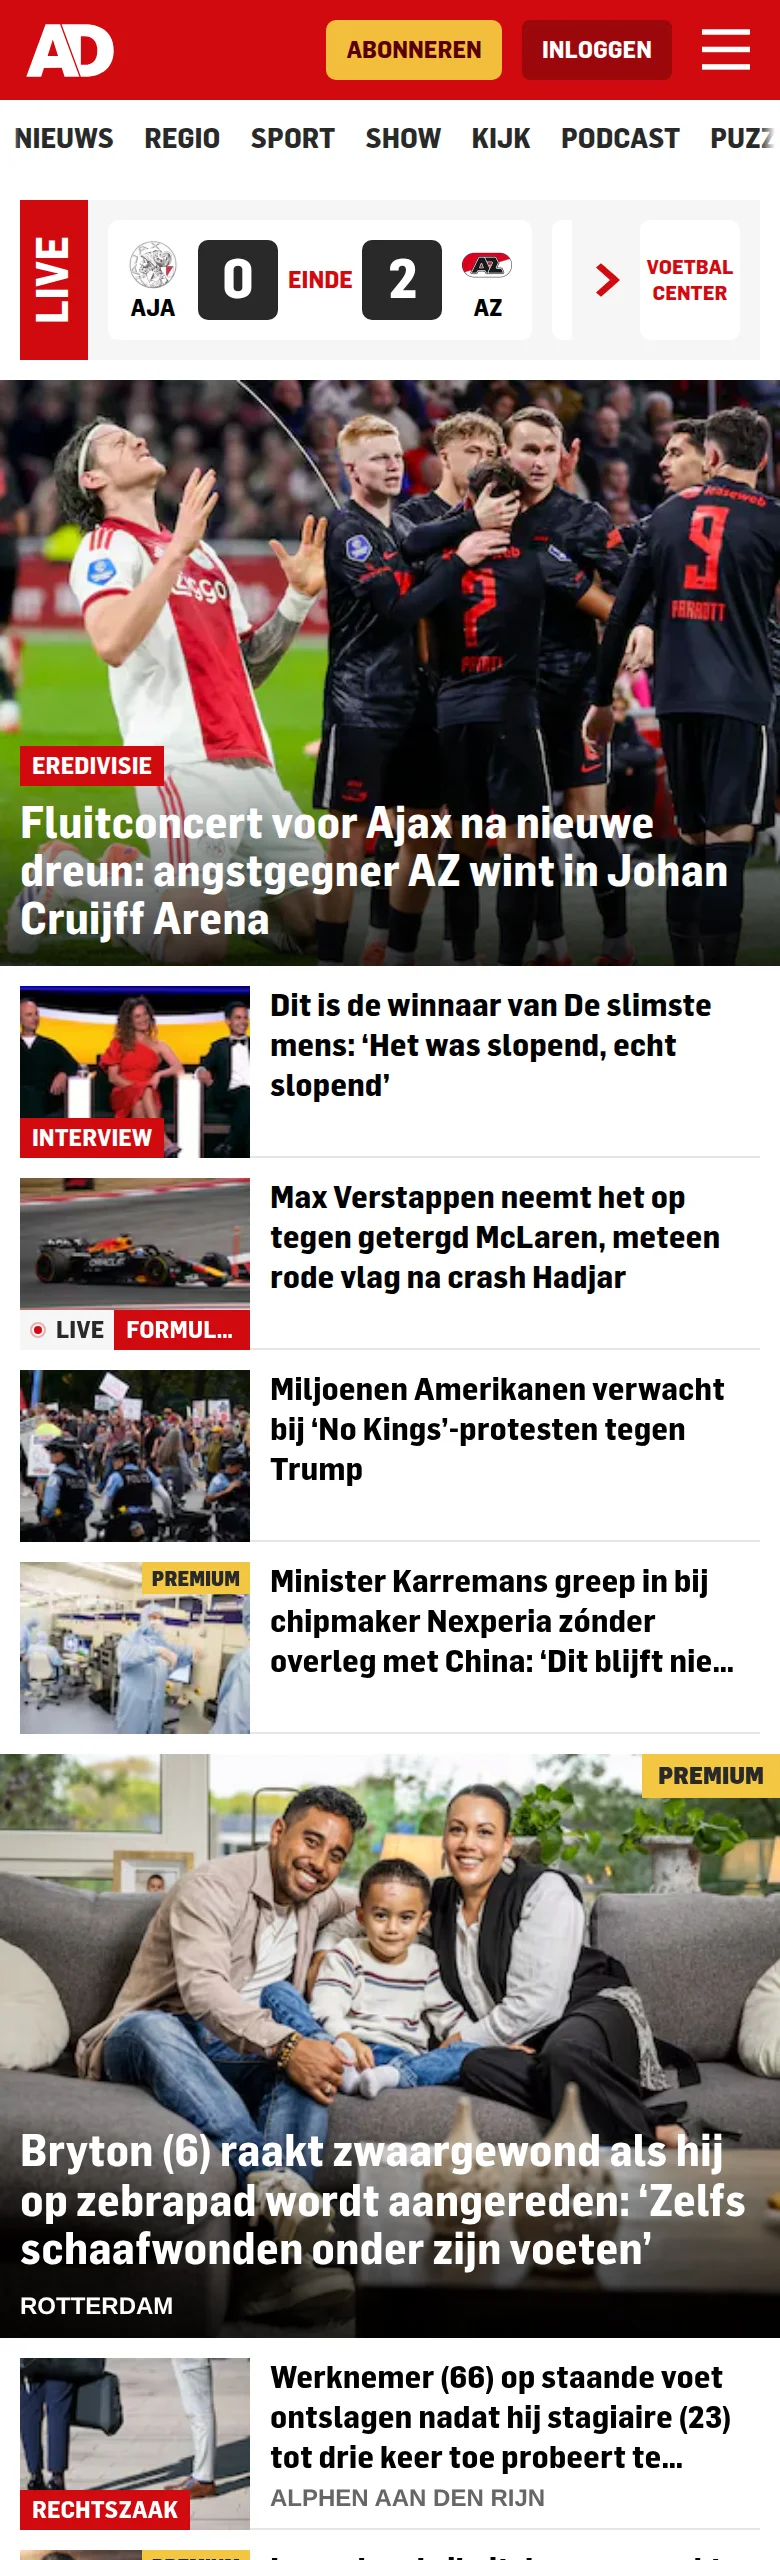 AD
ABONNEREN
INLOGGEN
NIEUWS REGIO SPORT SHOW KIJK PODCAST PUZZ
LIVE
0 EINDE 2
AJA
AZ
AZ
VOETBAL
CENTER
9
PARROTT
EREDIVISIE
Fluitconcert voor Ajax na nieuwe
dreun: angstgegner AZ wint in Johan
Cruijff Arena
Dit is de winnaar van De slimste
mens: ‘Het was slopend, echt
slopend’
INTERVIEW
Max Verstappen neemt het op
tegen getergd McLaren, meteen
rode vlag na crash Hadjar
LIVE FORMUL...
Miljoenen Amerikanen verwacht
bij ‘No Kings’-protesten tegen
Trump
PREMIUM
Minister Karremans greep in bij
chipmaker Nexperia zónder
overleg met China: ‘Dit blijft nie...
PREMIUM
Bryton (6) raakt zwaargewond als hij
op zebrapad wordt aangereden: ‘Zelfs
schaafwonden onder zijn voeten’
ROTTERDAM
Werknemer (66) op staande voet
ontslagen nadat hij stagiaire (23)
tot drie keer toe probeert te...
ALPHEN AAN DEN RIJN
RECHTSZAAK